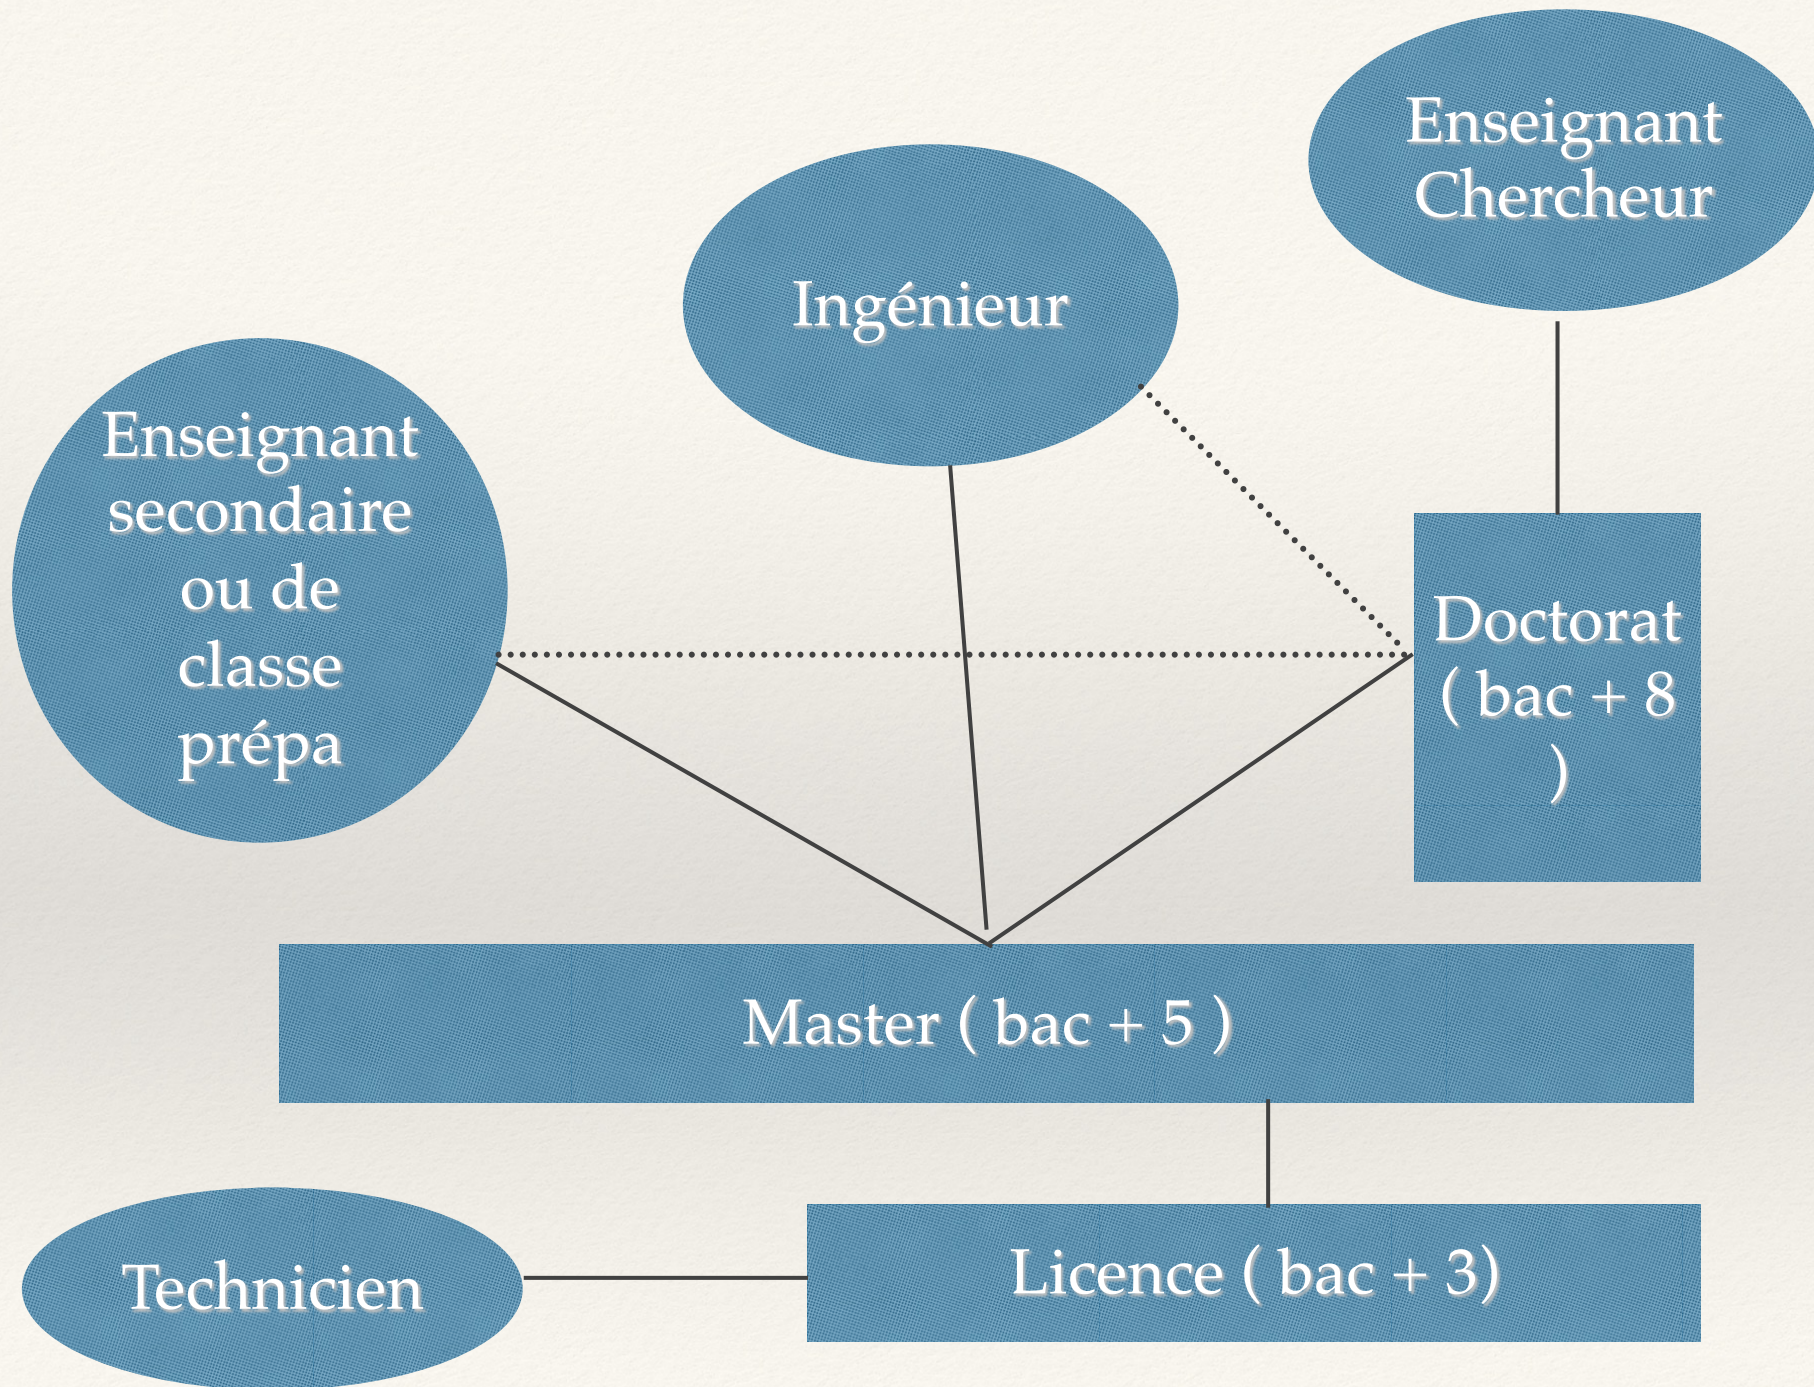 Enseignant
Chercheur
Ingénieur
Enseignant
secondaire
ou de
classe
prépa
Doctorat
( bac + 8
)
Master ( bac + 5 )
Licence ( bac + 3)
Technicien